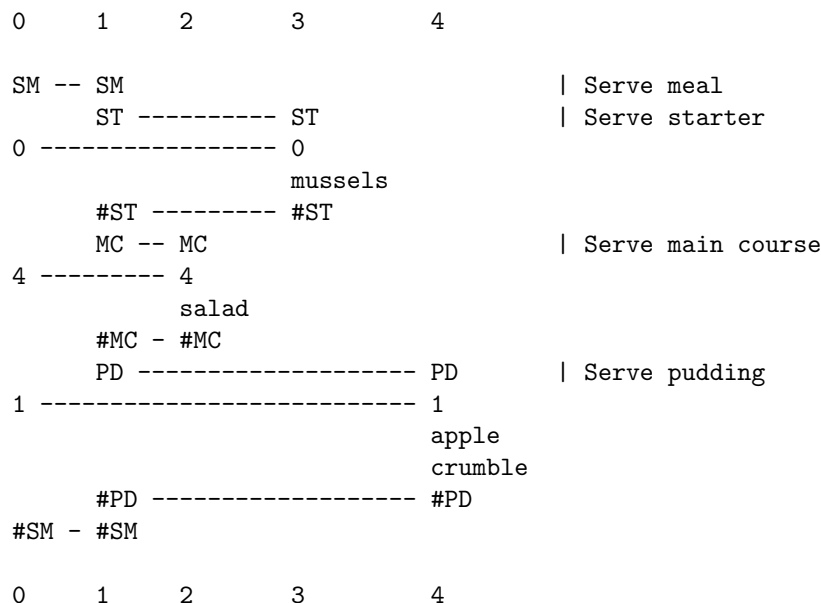 0     1    2       3         4
SM -- SM                               | Serve meal
      ST ---------- ST                 | Serve starter
0 ----------------- 0
                    mussels
      #ST --------- #ST
      MC -- MC                         | Serve main course
4 --------- 4
            salad
      #MC - #MC
      PD -------------------- PD       | Serve pudding
1 --------------------------- 1
                              apple
                              crumble
      #PD ------------------- #PD
#SM - #SM
0     1    2       3         4